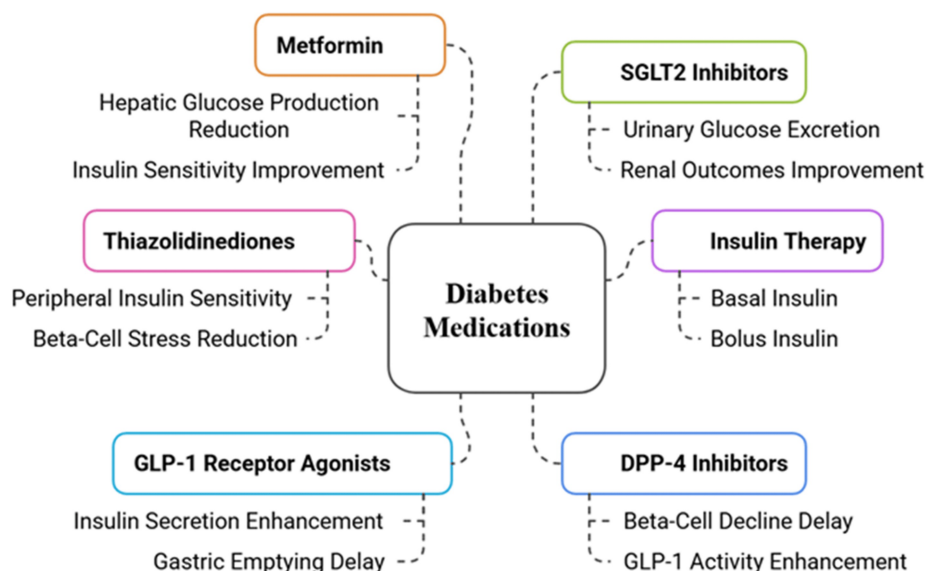 Metformin
Hepatic Glucose Production
Reduction
Insulin Sensitivity Improvement
SGLT2 Inhibitors
Urinary Glucose Excretion
Renal Outcomes Improvement
Thiazolidinediones
Peripheral Insulin Sensitivity
Beta-Cell Stress Reduction
Diabetes
Medications
Insulin Therapy
Basal Insulin
Bolus Insulin
GLP-1 Receptor Agonists
Insulin Secretion Enhancement
Gastric Emptying Delay
DPP-4 Inhibitors
Beta-Cell Decline Delay
GLP-1 Activity Enhancement